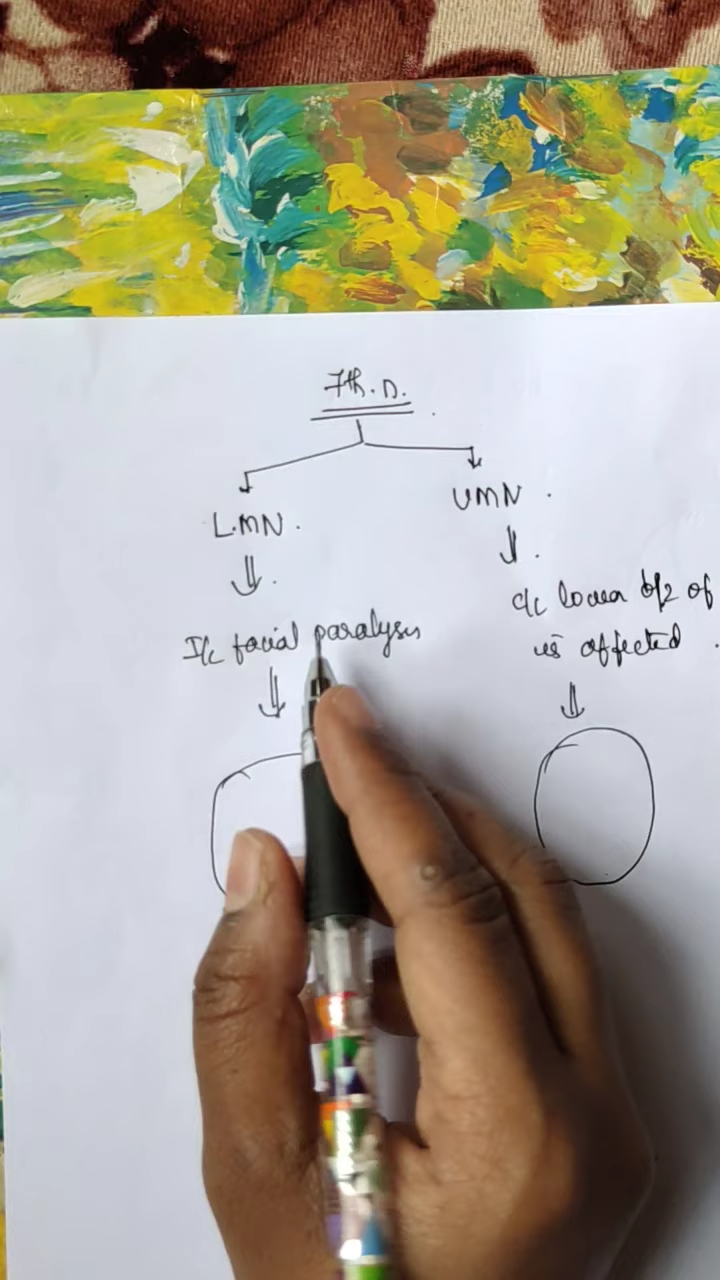 7th.N.
LMN.
UMN.
I/L facial paralysis
C/L lower 1/2 of
is affected.